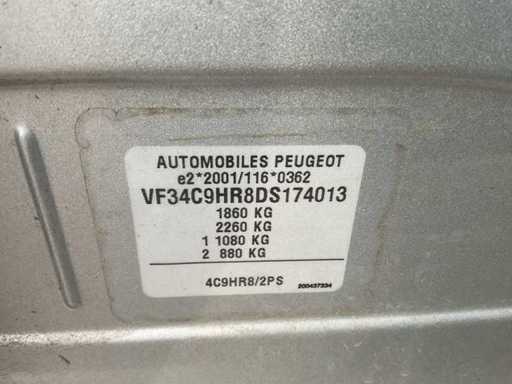 AUTOMOBILES PEUGEOT
e2*2001/116*0362
VF34C9HR8DS174013
1860 KG
2260 KG
1 1080 KG
2 880 KG
4C9HR8/2PS
200437334